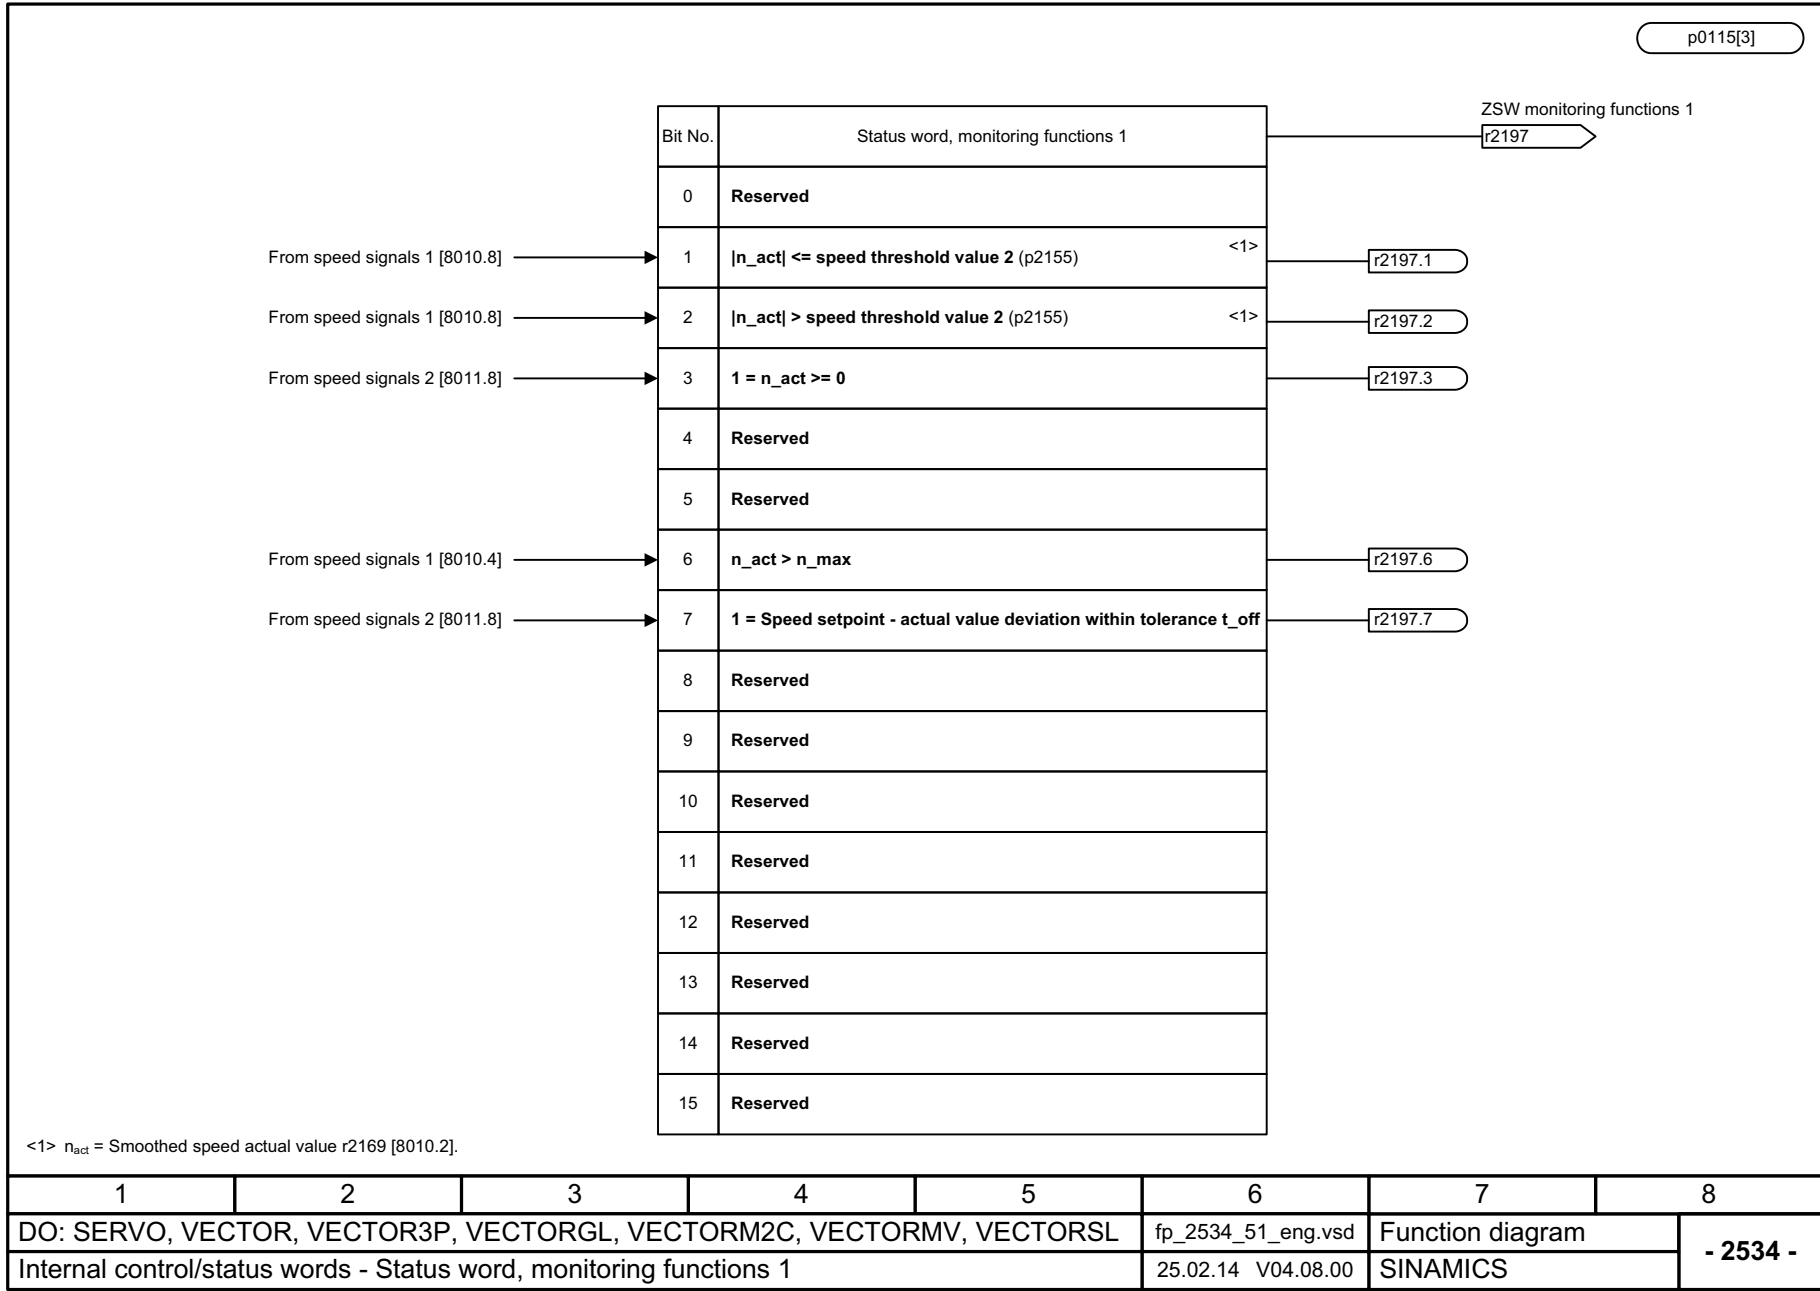 p0115[3]
ZSW monitoring functions 1
Bit No. Status word, monitoring functions 1 r2197
0 Reserved
From speed signals 1 [8010.8] 1 |n_act| <= speed threshold value 2 (p2155) <1> r2197.1
From speed signals 1 [8010.8] 2 |n_act| > speed threshold value 2 (p2155) <1> r2197.2
From speed signals 2 [8011.8] 3 1 = n_act >= 0 r2197.3
4 Reserved
5 Reserved
From speed signals 1 [8010.4] 6 n_act > n_max r2197.6
From speed signals 2 [8011.8] 7 1 = Speed setpoint - actual value deviation within tolerance t_off r2197.7
8 Reserved
9 Reserved
10 Reserved
11 Reserved
12 Reserved
13 Reserved
14 Reserved
15 Reserved
<1> nact = Smoothed speed actual value r2169 [8010.2].
1 2 3 4 5 6 7 8
DO: SERVO, VECTOR, VECTOR3P, VECTORGL, VECTORM2C, VECTORMV, VECTORSL fp_2534_51_eng.vsd Function diagram
- 2534 -
Internal control/status words - Status word, monitoring functions 1 25.02.14 V04.08.00 SINAMICS